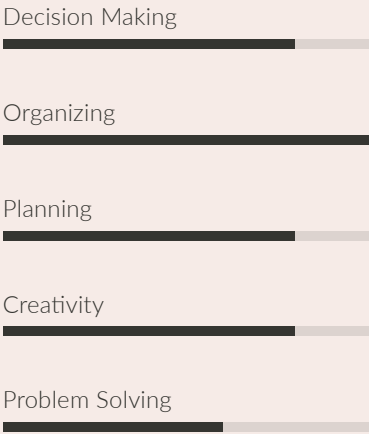 Decision Making
Organizing
Planning
Creativity
Problem Solving